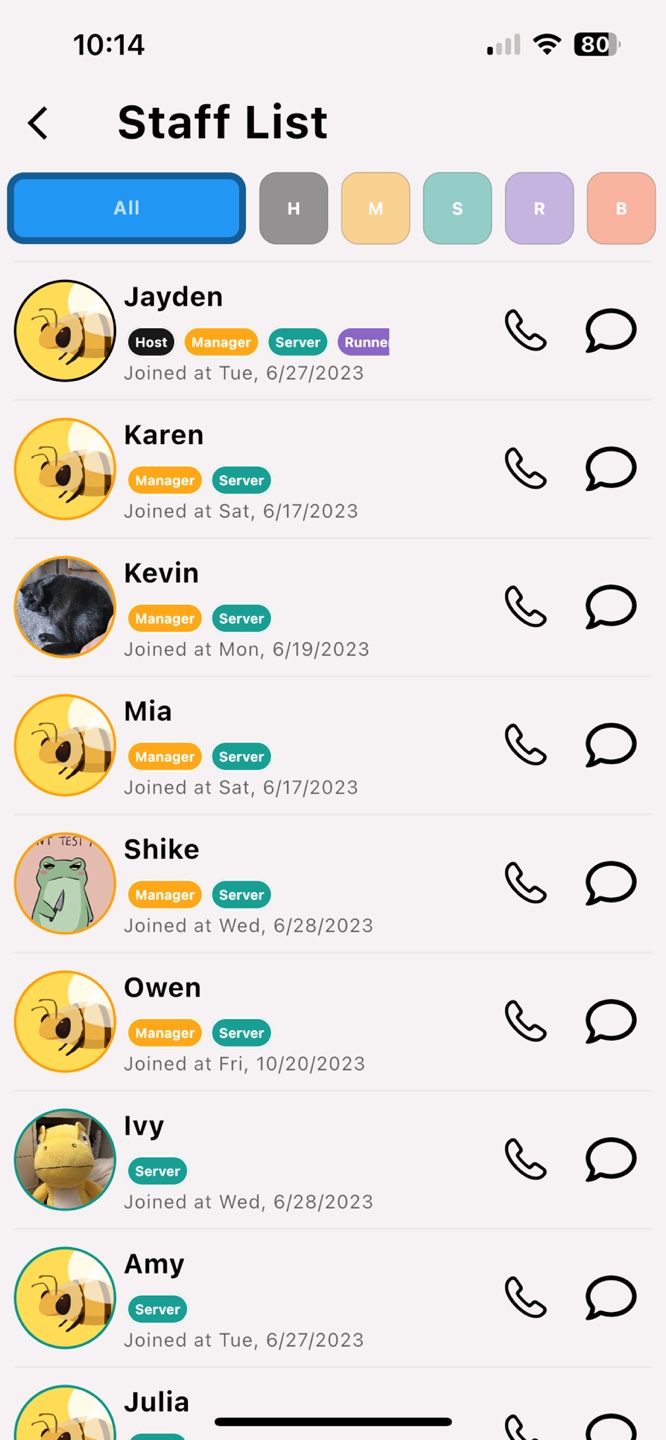 10:14 80
Staff List
All H M S R B
Jayden
Host Manager Server Runner
Joined at Tue, 6/27/2023
Karen
Manager Server
Joined at Sat, 6/17/2023
Kevin
Manager Server
Joined at Mon, 6/19/2023
Mia
Manager Server
Joined at Sat, 6/17/2023
Shike
Manager Server
Joined at Wed, 6/28/2023
Owen
Manager Server
Joined at Fri, 10/20/2023
Ivy
Server
Joined at Wed, 6/28/2023
Amy
Server
Joined at Tue, 6/27/2023
Julia